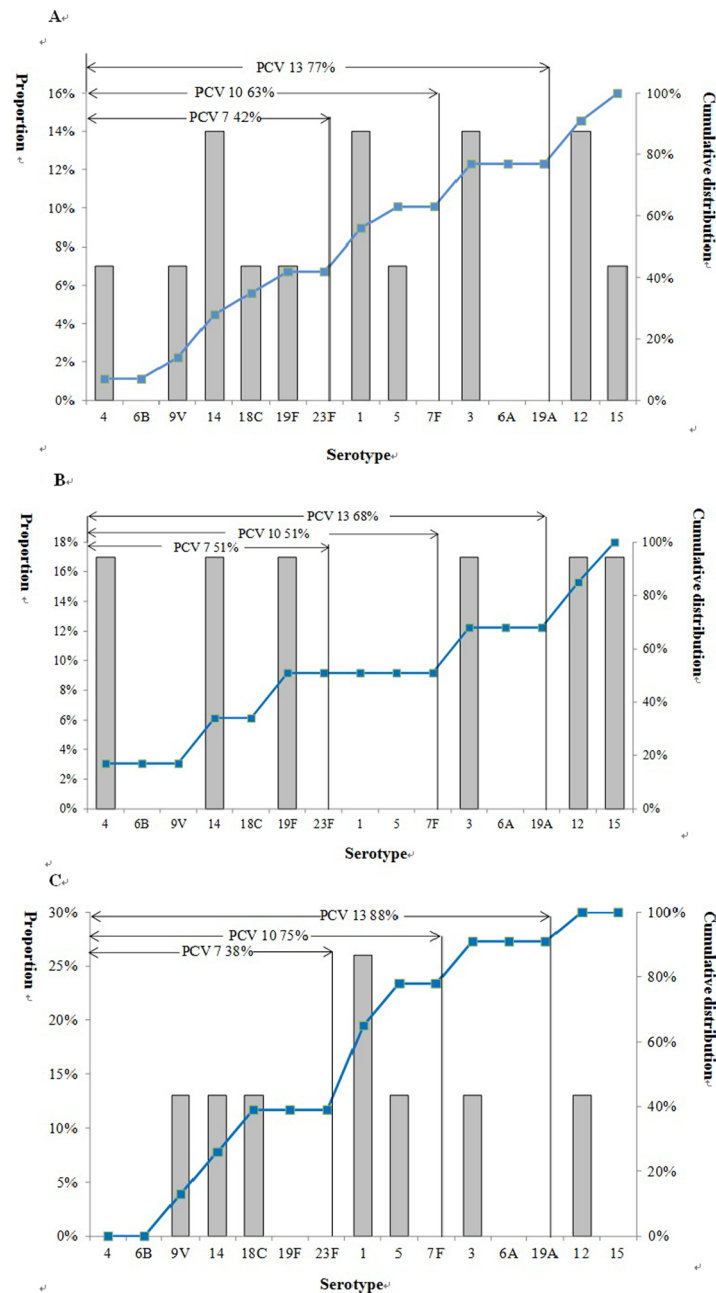 A
PCV 13 77%
PCV 10 63%
PCV 7 42%
Proportion
Cumulative distribution
16%
14%
12%
10%
8%
6%
4%
2%
0%
100%
80%
60%
40%
20%
0%
4 6B 9V 14 18C 19F 23F 1 5 7F 3 6A 19A 12 15
Serotype
B
PCV 13 68%
PCV 10 51%
PCV 7 51%
Proportion
Cumulative distribution
18%
16%
14%
12%
10%
8%
6%
4%
2%
0%
100%
80%
60%
40%
20%
0%
4 6B 9V 14 18C 19F 23F 1 5 7F 3 6A 19A 12 15
Serotype
C
PCV 13 88%
PCV 10 75%
PCV 7 38%
Proportion
Cumulative distribution
30%
25%
20%
15%
10%
5%
0%
100%
80%
60%
40%
20%
0%
4 6B 9V 14 18C 19F 23F 1 5 7F 3 6A 19A 12 15
Serotype